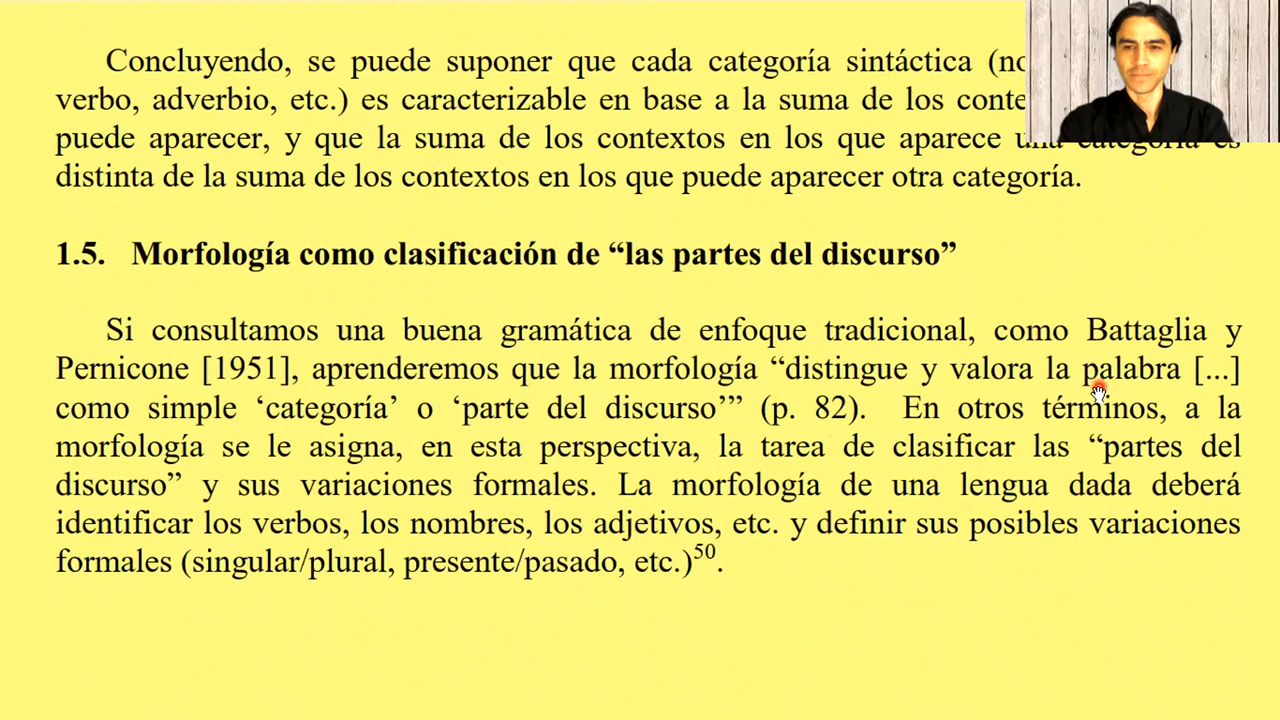 Concluyendo, se puede suponer que cada categoría sintáctica
verbo, adverbio, etc.) es caracterizable en base a la suma de los
puede aparecer, y que la suma de los contextos en los que aparece una categoría es
distinta de la suma de los contextos en los que puede aparecer otra categoría.
1.5. Morfología como clasificación de “las partes del discurso”
Si consultamos una buena gramática de enfoque tradicional, como Battaglia y
Pernicone [1951], aprenderemos que la morfología “distingue y valora la palabra [...]
como simple ‘categoría’ o ‘parte del discurso’” (p. 82). En otros términos, a la
morfología se le asigna, en esta perspectiva, la tarea de clasificar las “partes del
discurso” y sus variaciones formales. La morfología de una lengua dada deberá
identificar los verbos, los nombres, los adjetivos, etc. y definir sus posibles variaciones
formales (singular/plural, presente/pasado, etc.)50.